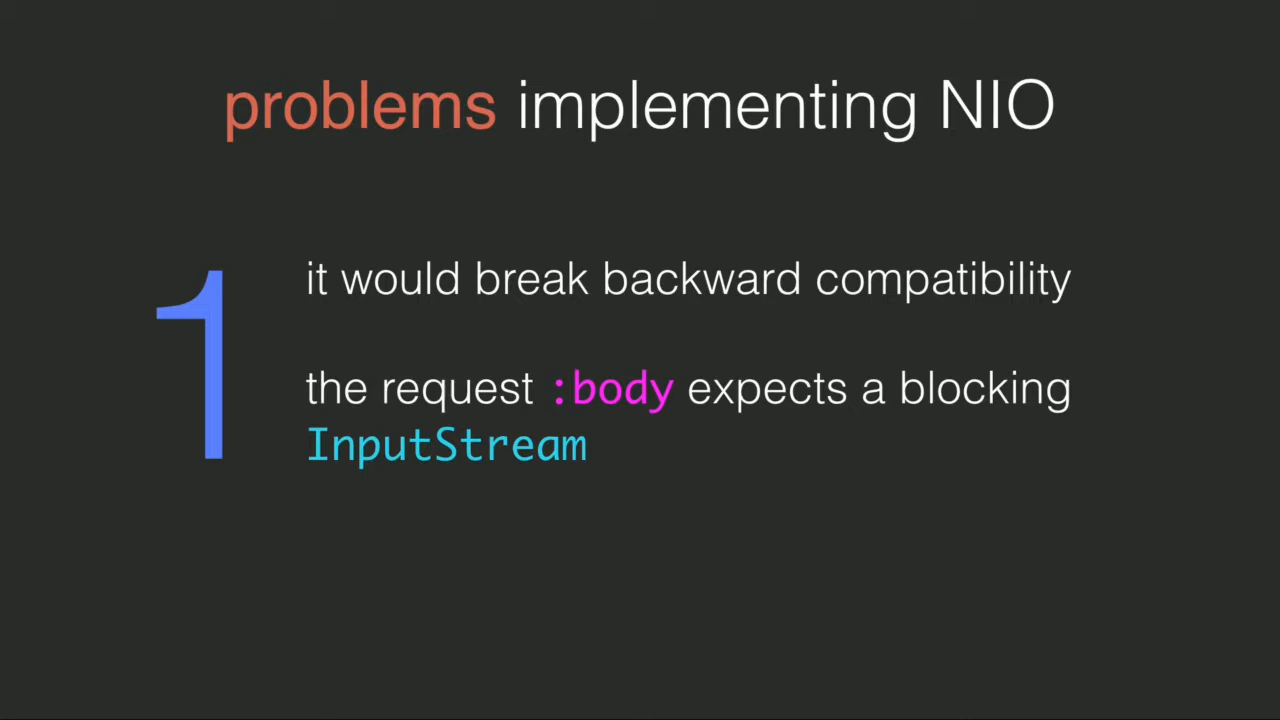 problems implementing NIO
1
it would break backward compatibility
the request :body expects a blocking
InputStream